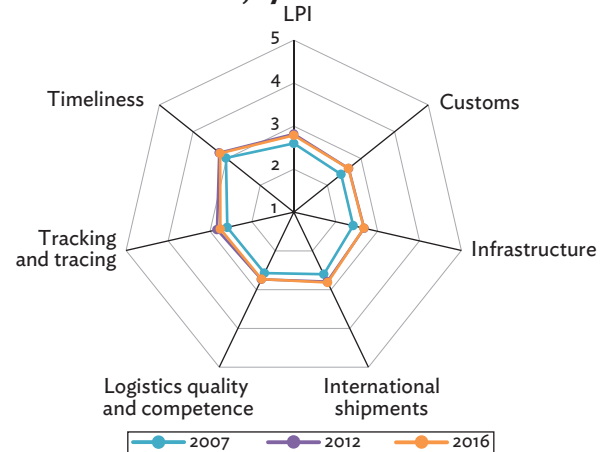 LPI
5
4
3
2
1
Timeliness
Customs
Tracking
and tracing
Infrastructure
Logistics quality
and competence
International
shipments
2007 2012 2016